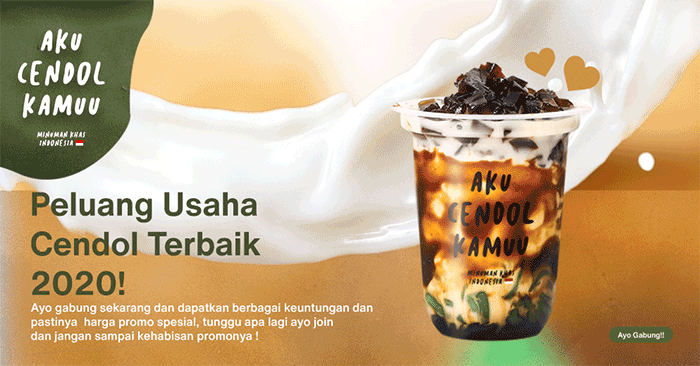 AKU
CENDOL
KAMUU
MINUMAN KHAS
INDONESIA
Peluang Usaha
Cendol Terbaik
2020!
Ayo gabung sekarang dan dapatkan berbagai keuntungan dan
pastinya harga promo spesial, tunggu apa lagi ayo join
dan jangan sampai kehabisan promonya !
AKU
CENDOL
KAMUU
MINUMAN KHAS
INDONESIA
Ayo Gabung!!